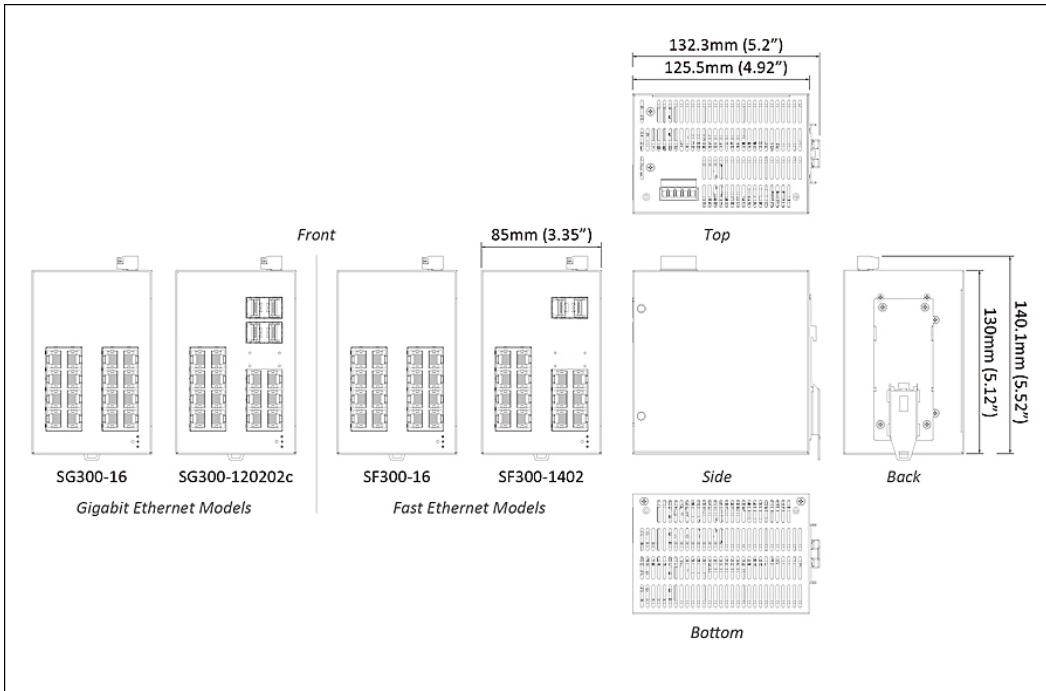 132.3mm (5.2”)
125.5mm (4.92”)
Front
85mm (3.35”)
Top
130mm (5.12”)
140.1mm (5.52”)
SG300-16
SG300-120202c
SF300-16
SF300-1402
Side
Back
Gigabit Ethernet Models
Fast Ethernet Models
Bottom